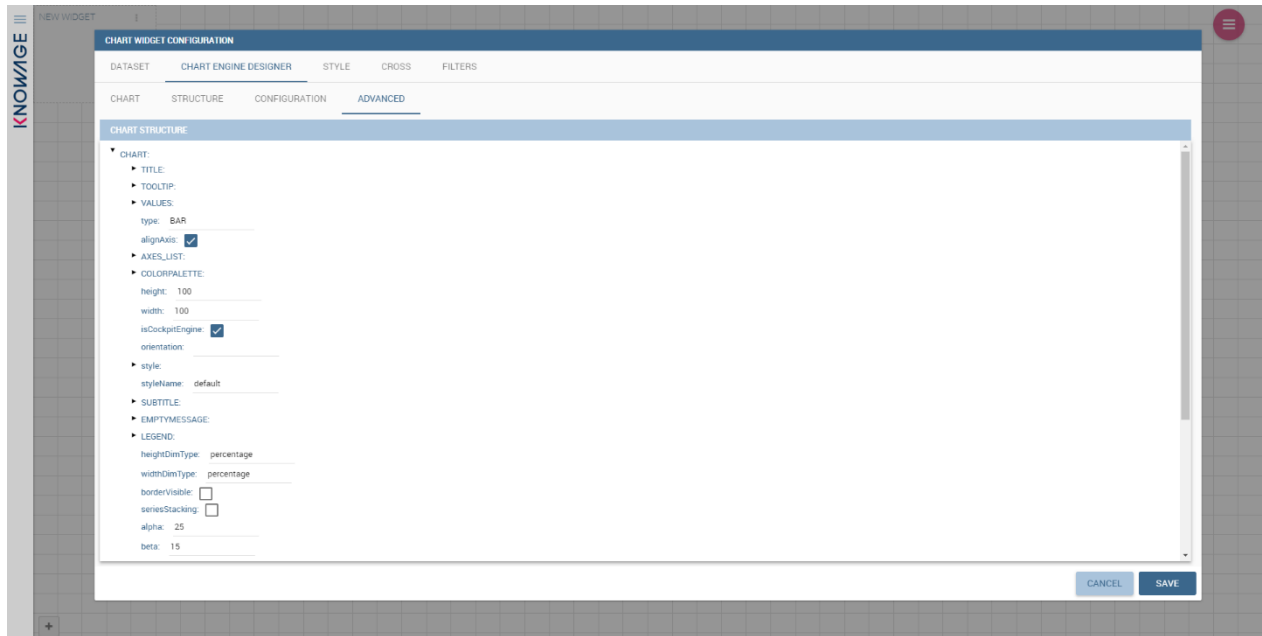 NEW WIDGET
KNOWAGE
CHART WIDGET CONFIGURATION
DATASET CHART ENGINE DESIGNER STYLE CROSS FILTERS
CHART STRUCTURE CONFIGURATION ADVANCED
CHART STRUCTURE
CHART:
TITLE:
TOOLTIP:
VALUES:
type: BAR
alignAxis:
AXES_LIST:
COLORPALETTE:
height: 100
width: 100
isCockpitEngine:
orientation:
style:
styleName: default
SUBTITLE:
EMPTYMESSAGE:
LEGEND:
heightDimType: percentage
widthDimType: percentage
borderVisible:
seriesStacking:
alpha: 25
beta: 15
CANCEL SAVE
+